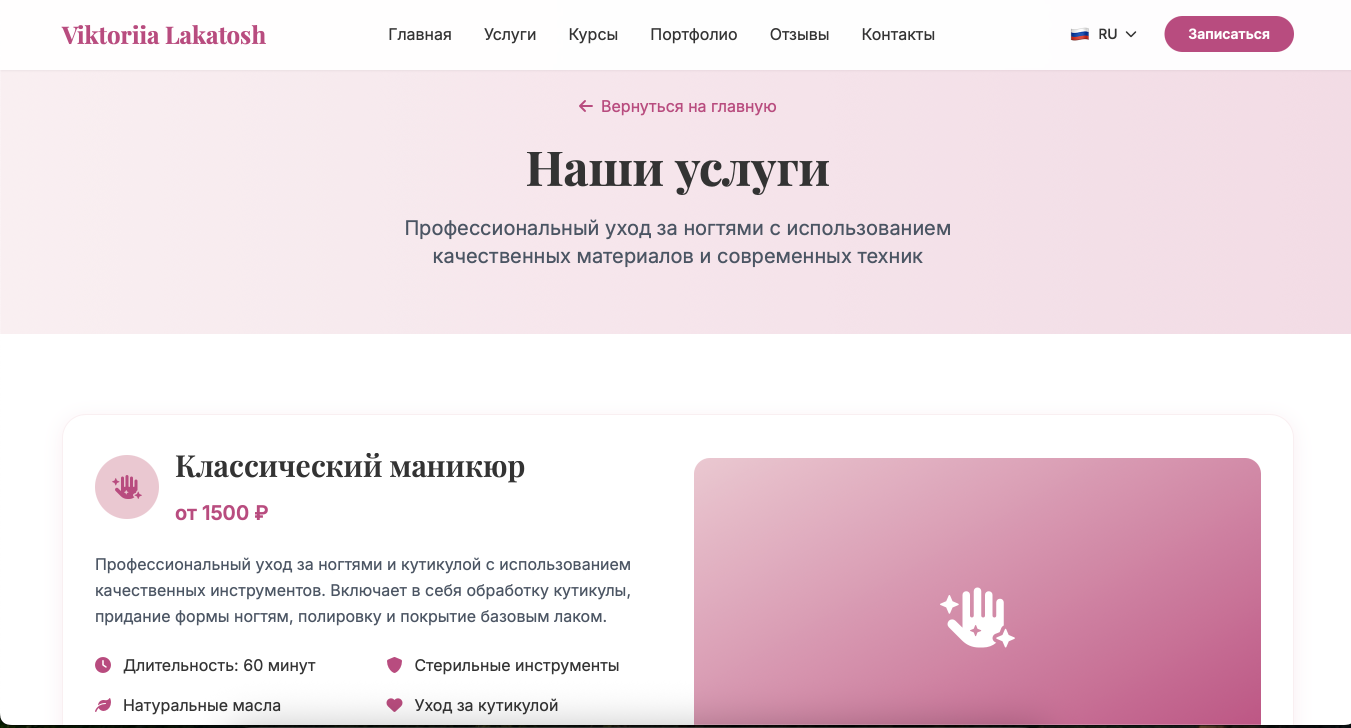 Viktoriia Lakatosh
Главная
Услуги
Курсы
Портфолио
Отзывы
Контакты
RU
Записаться
Вернуться на главную
Наши услуги
Профессиональный уход за ногтями с использованием
качественных материалов и современных техник
Классический маникюр
от 1500 ₽
Профессиональный уход за ногтями и кутикулой с использованием
качественных инструментов. Включает в себя обработку кутикулы,
придание формы ногтям, полировку и покрытие базовым лаком.
Длительность: 60 минут
Стерильные инструменты
Натуральные масла
Уход за кутикулой